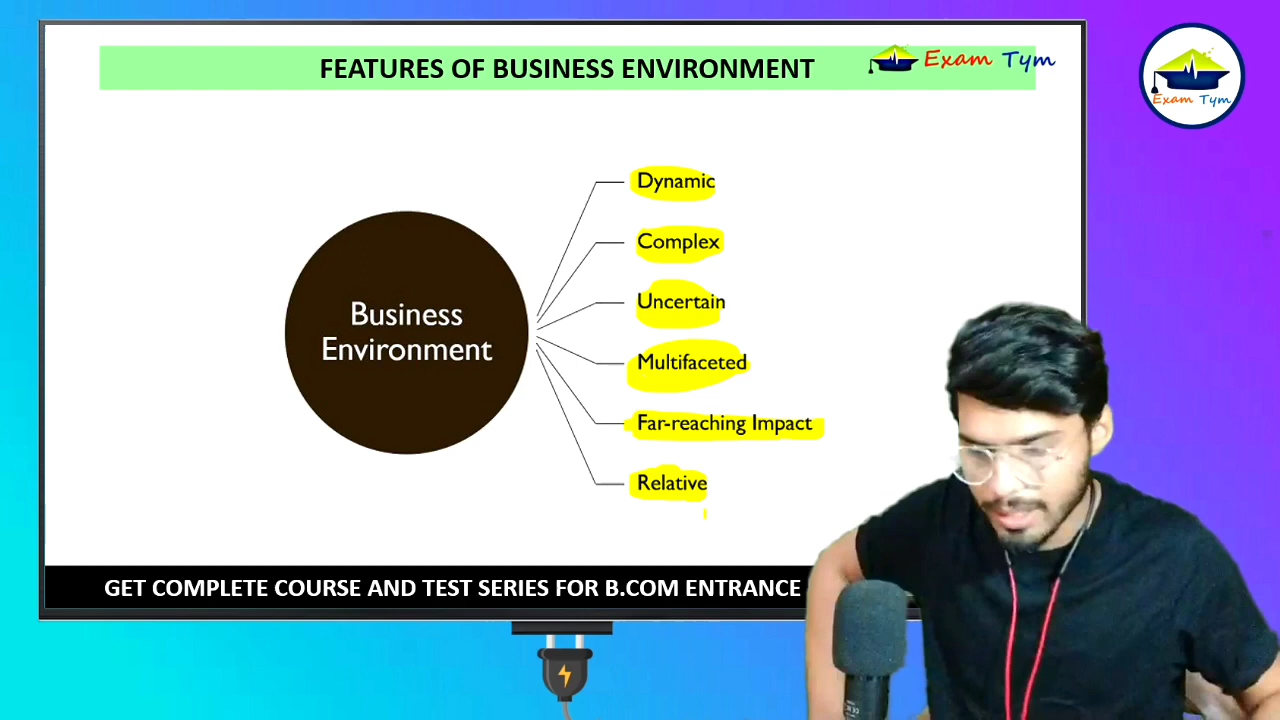 FEATURES OF BUSINESS ENVIRONMENT
Exam Tym
Exam Tym
Business
Environment
Dynamic
Complex
Uncertain
Multifaceted
Far-reaching Impact
Relative
GET COMPLETE COURSE AND TEST SERIES FOR B.COM ENTRANCE